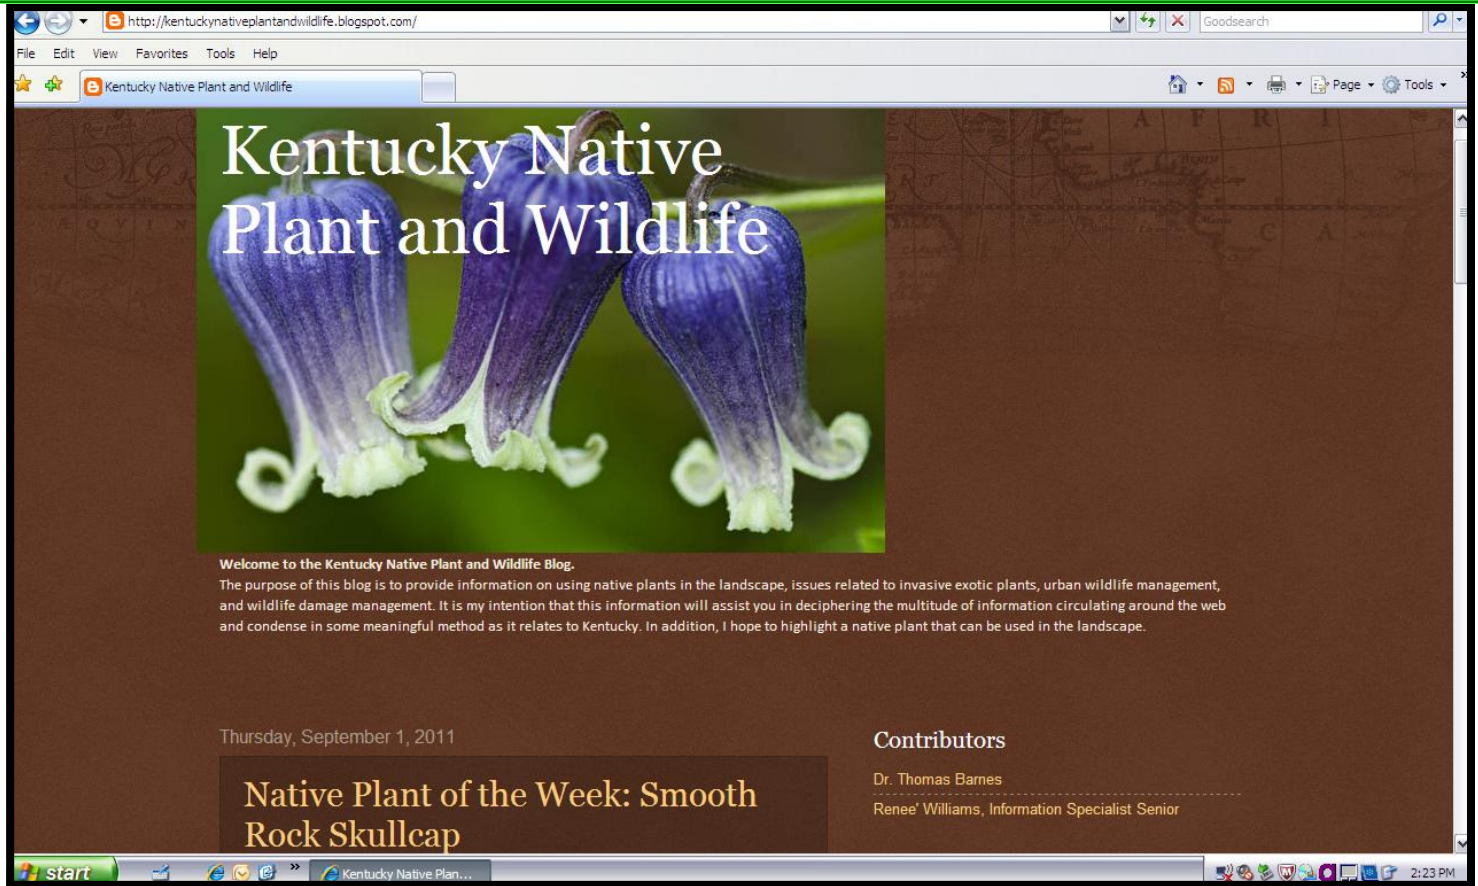 http://kentuckynativeplantandwildlife.blogspot.com/
Goodsearch
File Edit View Favorites Tools Help
Kentucky Native Plant and Wildlife
Page Tools
Kentucky Native
Plant and Wildlife
A F R I
C A
Welcome to the Kentucky Native Plant and Wildlife Blog.
The purpose of this blog is to provide information on using native plants in the landscape, issues related to invasive exotic plants, urban wildlife management,
and wildlife damage management. It is my intention that this information will assist you in deciphering the multitude of information circulating around the web
and condense in some meaningful method as it relates to Kentucky. In addition, I hope to highlight a native plant that can be used in the landscape.
Thursday, September 1, 2011
Contributors
Native Plant of the Week: Smooth
Rock Skullcap
Dr. Thomas Barnes
Renee' Williams, Information Specialist Senior
start
Kentucky Native Plan...
2:23 PM